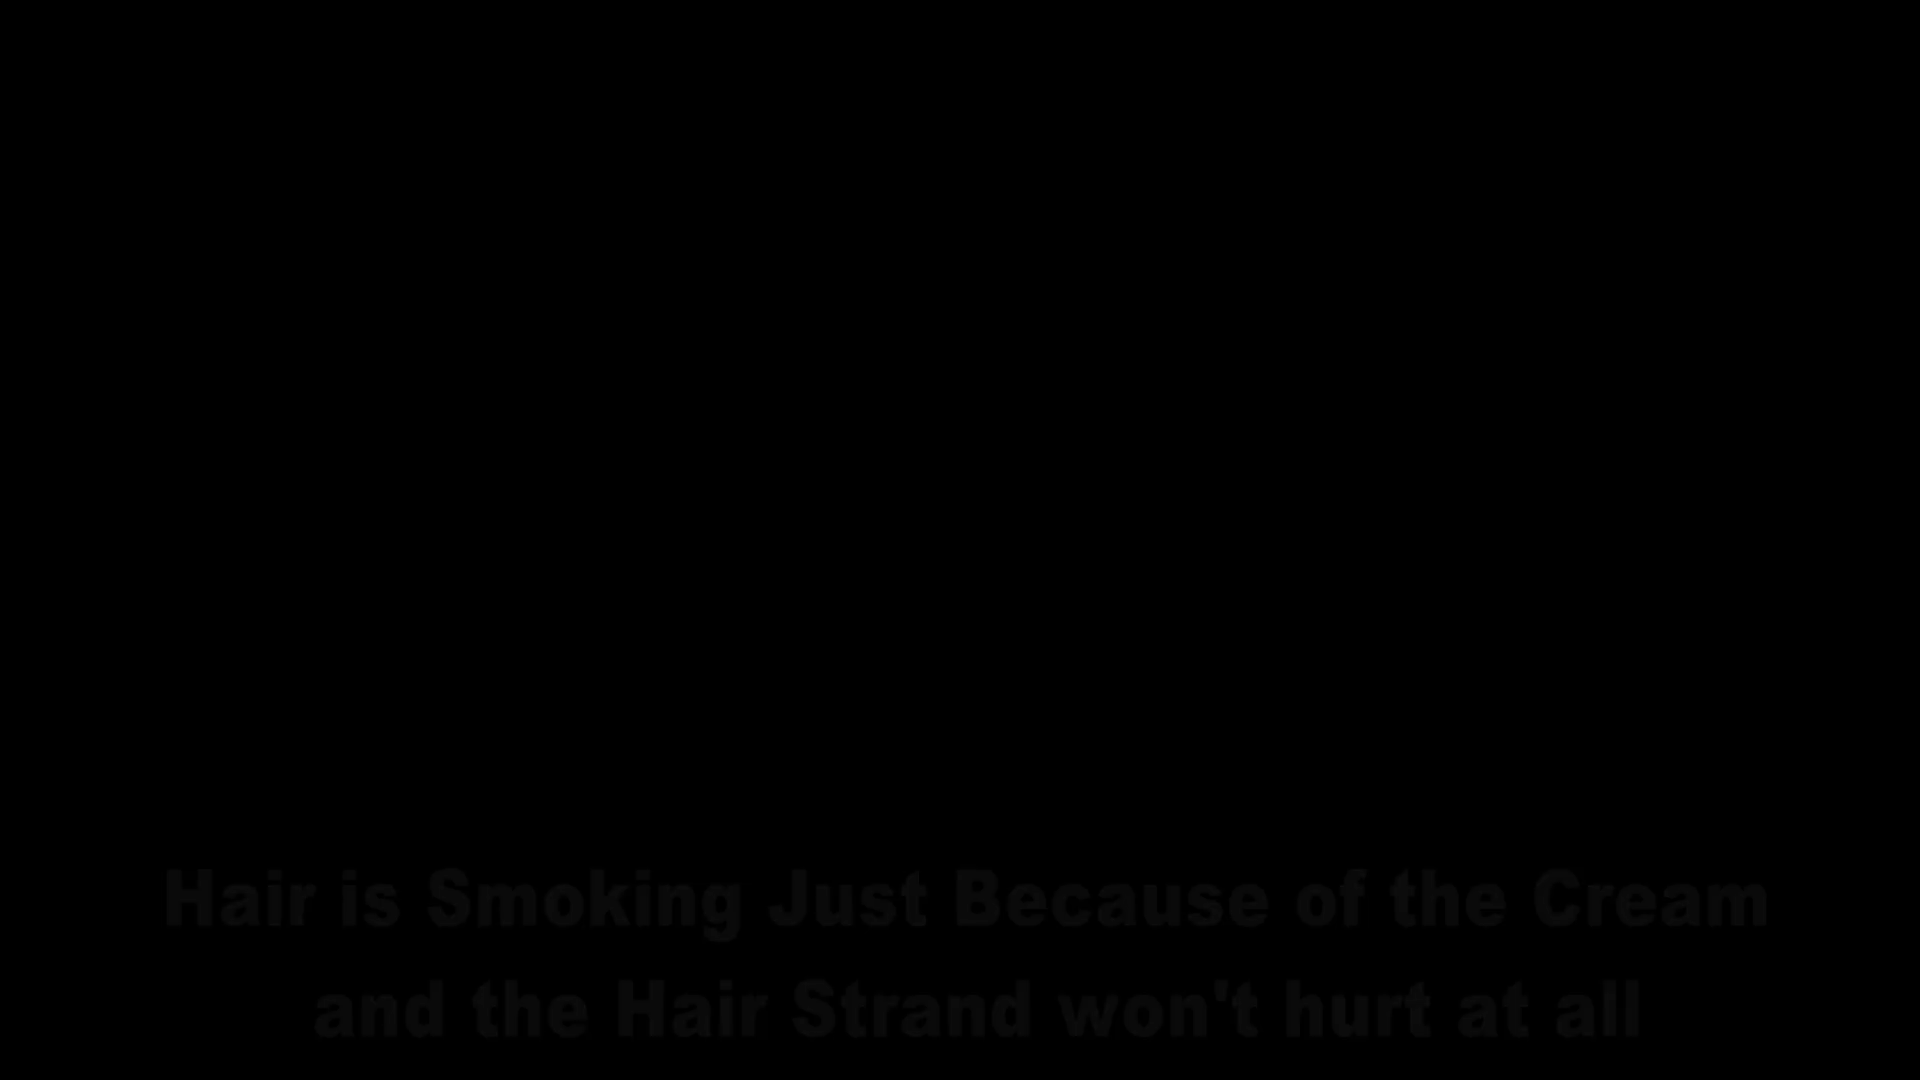 Hair is Smoking Just Because of the Cream
and the Hair Strand won't hurt at all